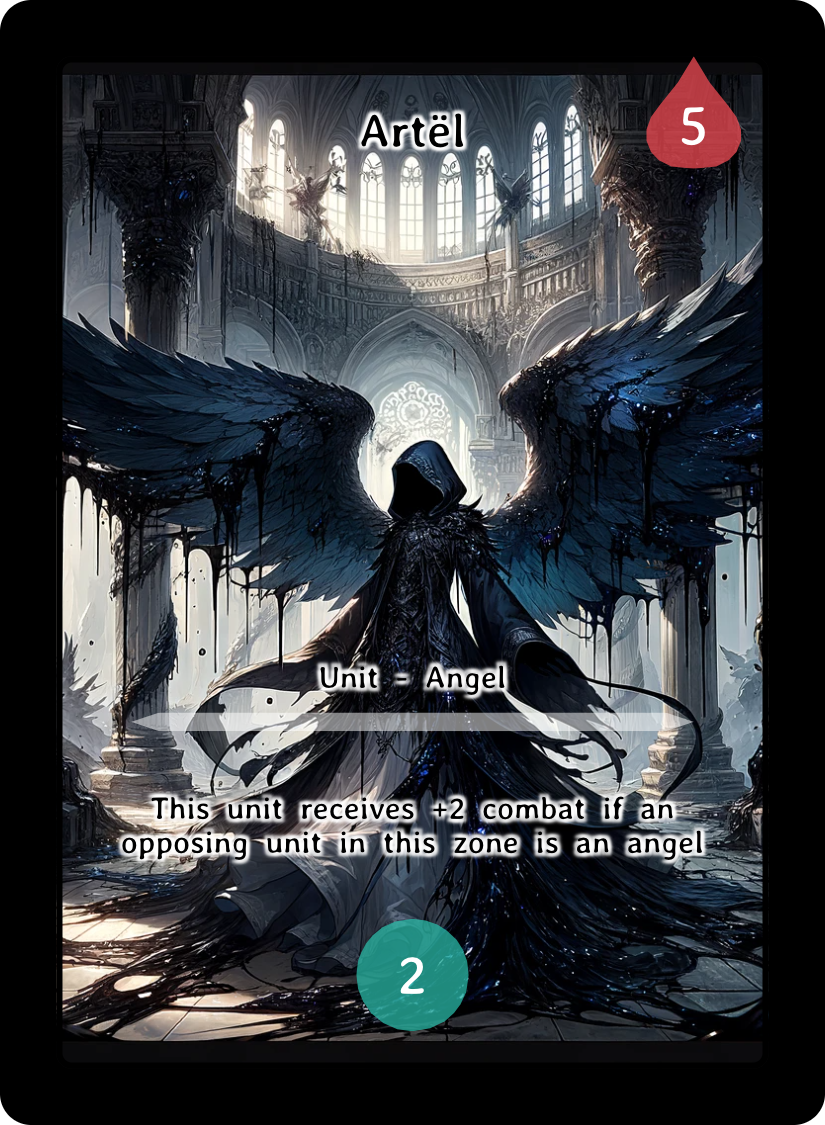 Artël
5
Unit - Angel
This unit receives +2 combat if an
opposing unit in this zone is an angel
2